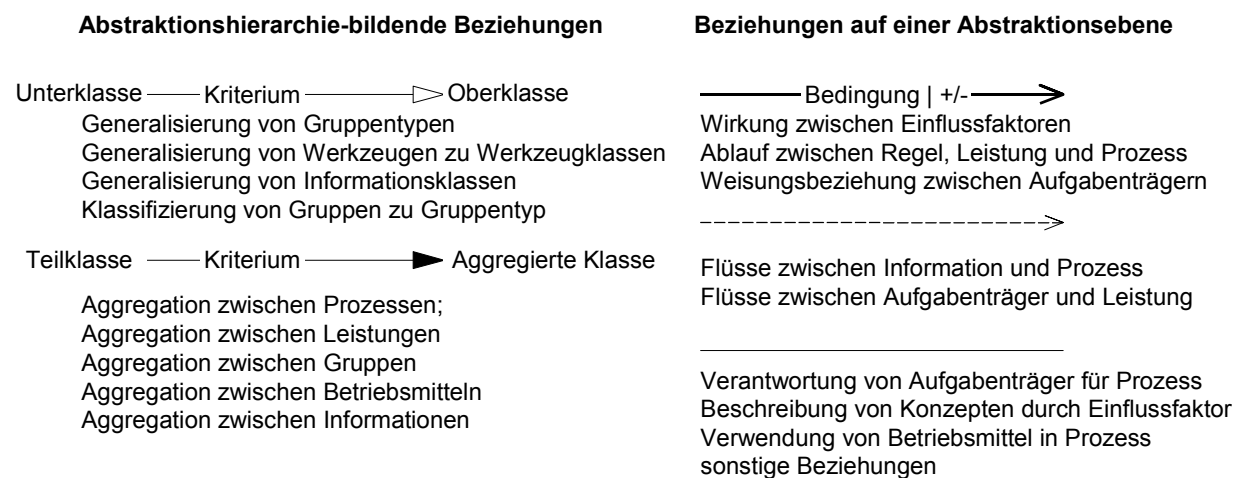 Abstraktionshierarchie-bildende Beziehungen
Unterklasse Kriterium Oberklasse
Generalisierung von Gruppentypen
Generalisierung von Werkzeugen zu Werkzeugklassen
Generalisierung von Informationsklassen
Klassifizierung von Gruppen zu Gruppentyp
Teilklasse Kriterium Aggregierte Klasse
Aggregation zwischen Prozessen;
Aggregation zwischen Leistungen
Aggregation zwischen Gruppen
Aggregation zwischen Betriebsmitteln
Aggregation zwischen Informationen
Beziehungen auf einer Abstraktionsebene
Bedingung | +/-
Wirkung zwischen Einflussfaktoren
Ablauf zwischen Regel, Leistung und Prozess
Weisungsbeziehung zwischen Aufgabenträgern
Flüsse zwischen Information und Prozess
Flüsse zwischen Aufgabenträger und Leistung
Verantwortung von Aufgabenträger für Prozess
Beschreibung von Konzepten durch Einflussfaktor
Verwendung von Betriebsmittel in Prozess
sonstige Beziehungen